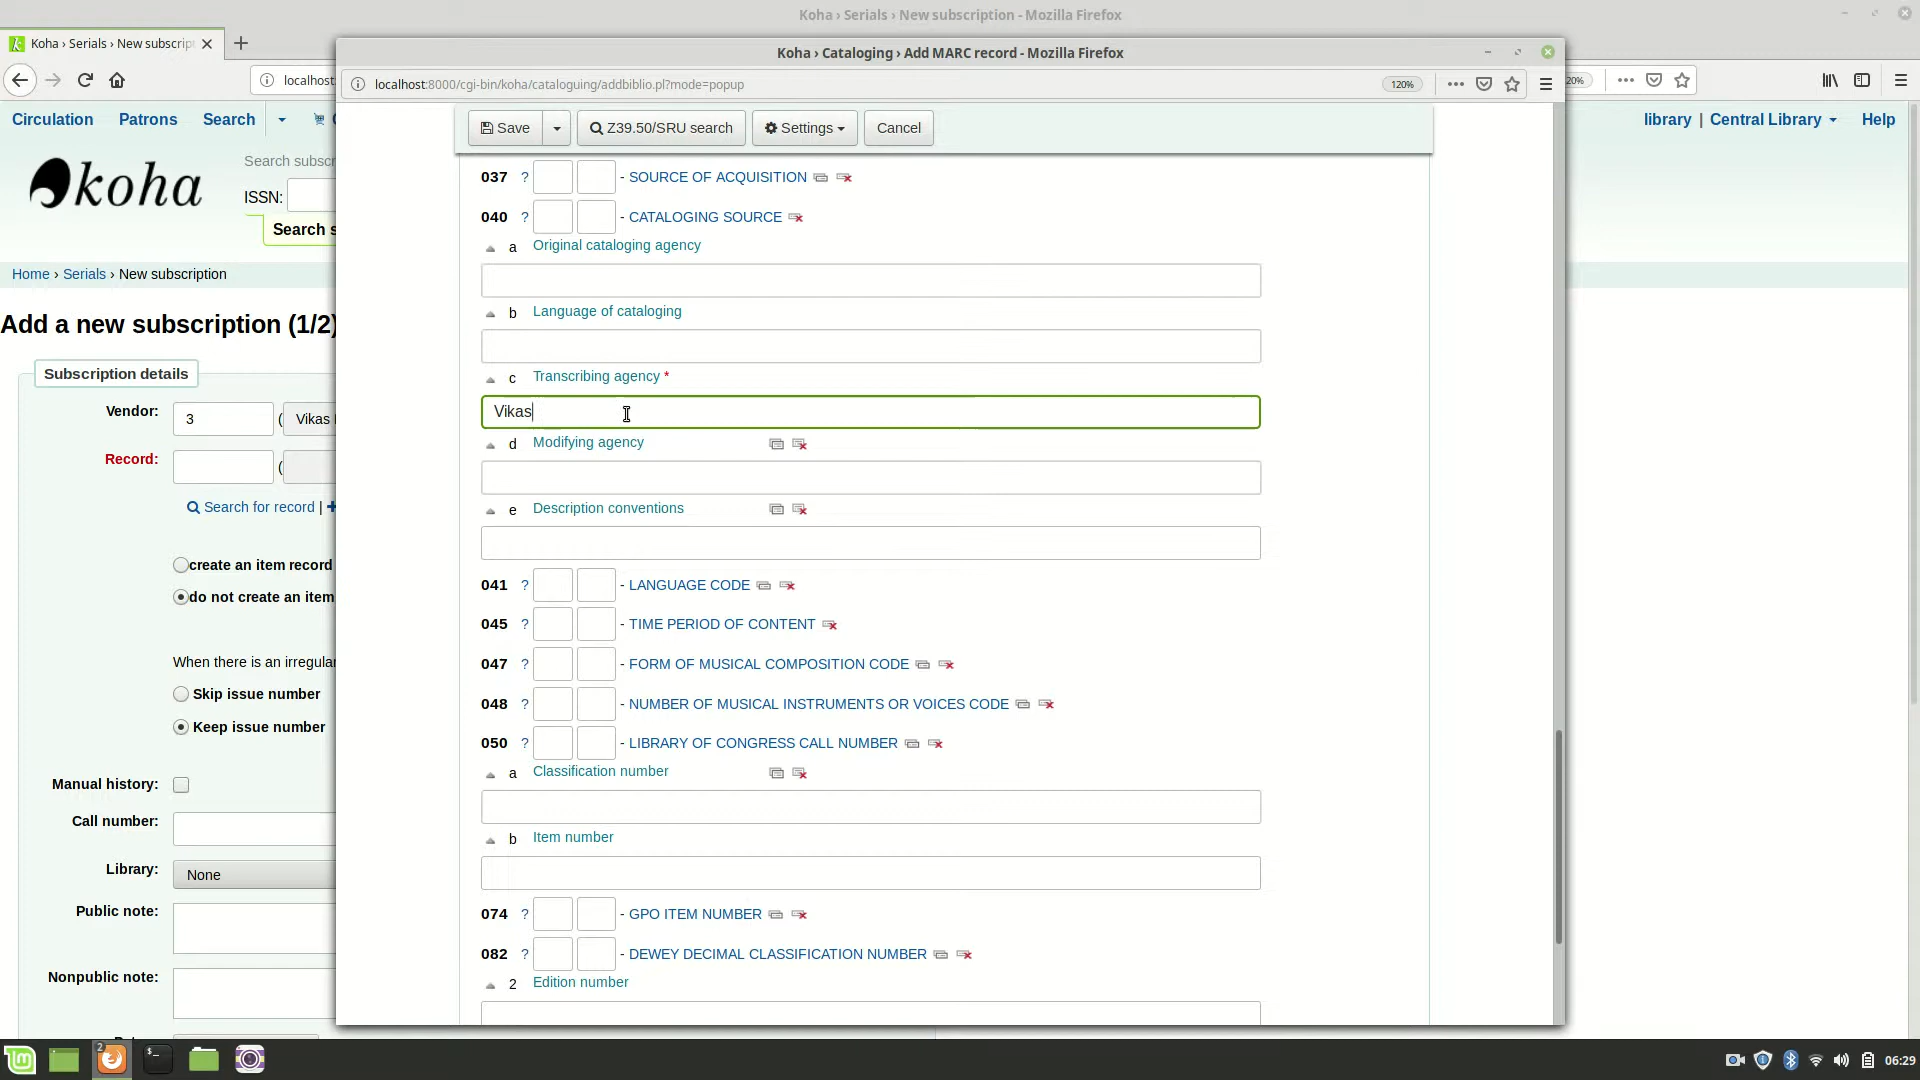 Koha › Serials › New subscription - Mozilla Firefox
Koha › Serials › New subscrip
Koha › Cataloging › Add MARC record - Mozilla Firefox
localhost
localhost:8000/cgi-bin/koha/cataloguing/addbiblio.pl?mode=popup
120%
20%
Circulation
Patrons
Search
library | Central Library
Help
Save
Z39.50/SRU search
Settings
Cancel
koha
Search subscr
ISSN:
Search s
Home › Serials › New subscription
Add a new subscription (1/2)
Subscription details
Vendor:
3
( Vikas
Record:
(
Search for record |
create an item record
do not create an item
When there is an irregular
Skip issue number
Keep issue number
Manual history:
Call number:
Library:
None
Public note:
Nonpublic note:
037 ? - SOURCE OF ACQUISITION
040 ? - CATALOGING SOURCE
a Original cataloging agency
b Language of cataloging
c Transcribing agency *
Vikas
d Modifying agency
e Description conventions
041 ? - LANGUAGE CODE
045 ? - TIME PERIOD OF CONTENT
047 ? - FORM OF MUSICAL COMPOSITION CODE
048 ? - NUMBER OF MUSICAL INSTRUMENTS OR VOICES CODE
050 ? - LIBRARY OF CONGRESS CALL NUMBER
a Classification number
b Item number
074 ? - GPO ITEM NUMBER
082 ? - DEWEY DECIMAL CLASSIFICATION NUMBER
2 Edition number
2
06:29